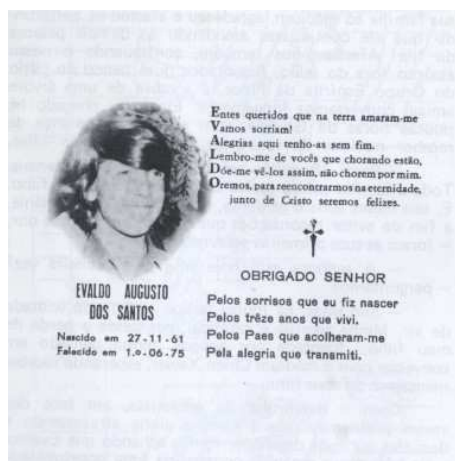 Entes queridos que na terra amaram-me
Vamos sorriam!
Alegrias aqui tenho-as sem fim.
Lembro-me de vocês que chorando estão,
Dóe-me vê-los assim, não chorem por mim.
Oremos, para reencontrarmos na eternidade,
junto de Cristo seremos felizes.
EVALDO AUGUSTO
DOS SANTOS
Nascido em 27-11-61
Falecido em 1.º-06-75
OBRIGADO SENHOR
Pelos sorrisos que eu fiz nascer
Pelos trêze anos que vivi.
Pelos Paes que acolheram-me
Pela alegria que transmiti.